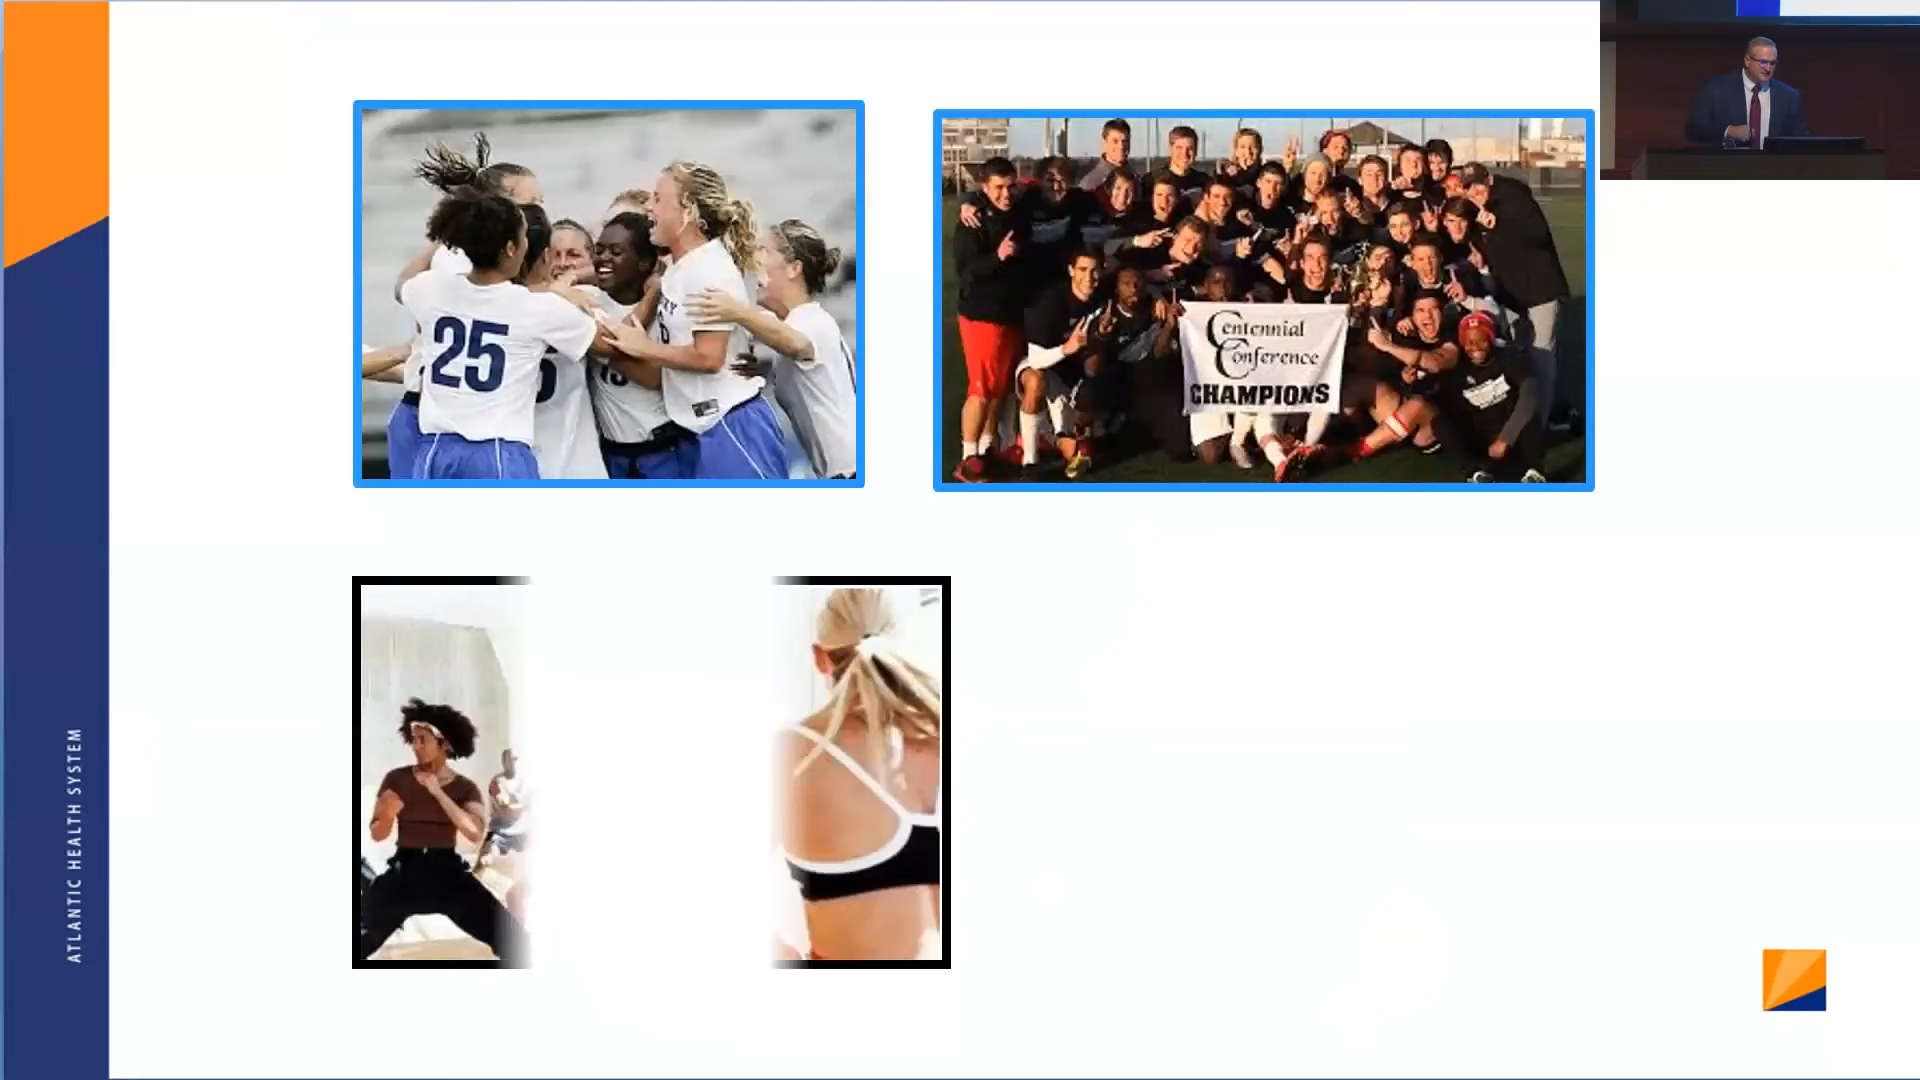 25
Centennial
Conference
CHAMPIONS
ATLANTIC HEALTH SYSTEM